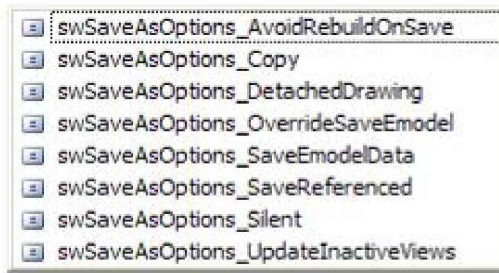 swSaveAsOptions_AvoidRebuildOnSave
swSaveAsOptions_Copy
swSaveAsOptions_DetachedDrawing
swSaveAsOptions_OverrideSaveEmodel
swSaveAsOptions_SaveEmodelData
swSaveAsOptions_SaveReferenced
swSaveAsOptions_Silent
swSaveAsOptions_UpdateInactiveViews